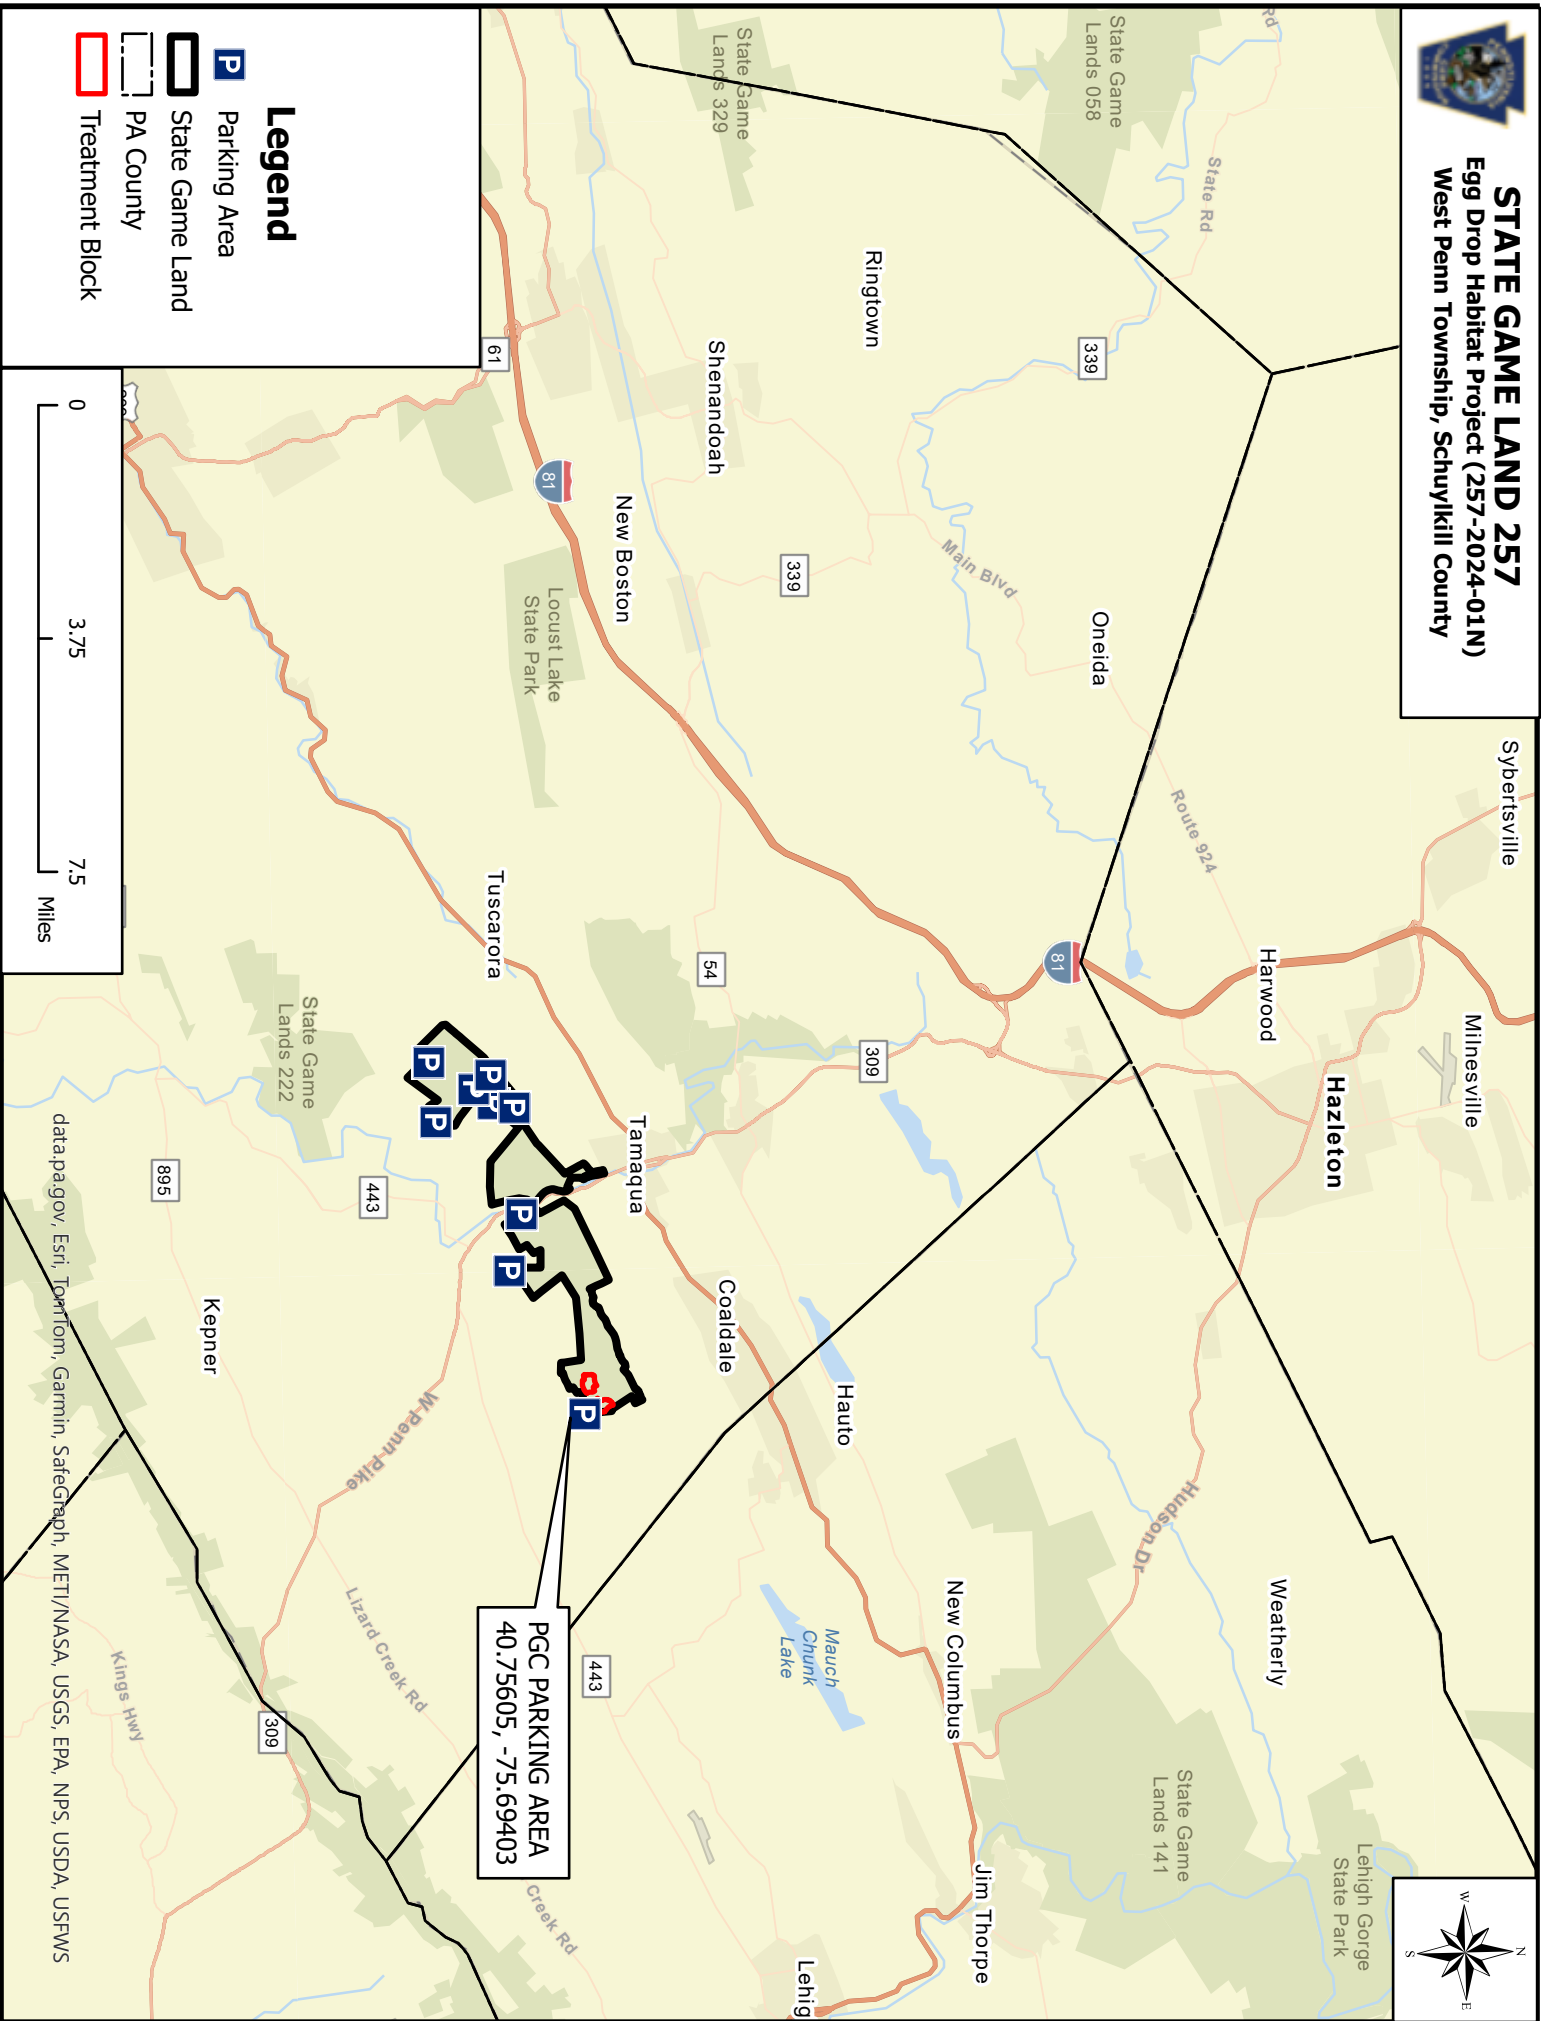 STATE GAME LAND 257
Egg Drop Habitat Project (257-2024-01N)
West Penn Township, Schuylkill County
N
W
E
S
Rd
State Rd
State Game
Lands 058
State Game
Lands 329
Ringtown
339
Shenandoah
339
New Boston
Main Blvd
Oneida
Route 924
Sybertsville
Harwood
Milnesville
Hazleton
81
81
61
Locust Lake
State Park
54
309
Tuscarora
Tamaqua
Coaldale
Hauto
Hudson Dr
Weatherly
New Columbus
Mauch
Chunk
Lake
State Game
Lands 141
Lehigh Gorge
State Park
Jim Thorpe
Lehig
443
State Game
Lands 222
443
895
Kepner
W Penn Pike
Lizard Creek Rd
Creek Rd
Kings Hwy
309
P
P
P
P
P
P
P
P
P
PGC PARKING AREA
40.75605, -75.69403
Legend
P Parking Area
State Game Land
PA County
Treatment Block
0 3.75 7.5
Miles
data.pa.gov, Esri, TomTom, Garmin, SafeGraph, METI/NASA, USGS, EPA, NPS, USDA, USFWS